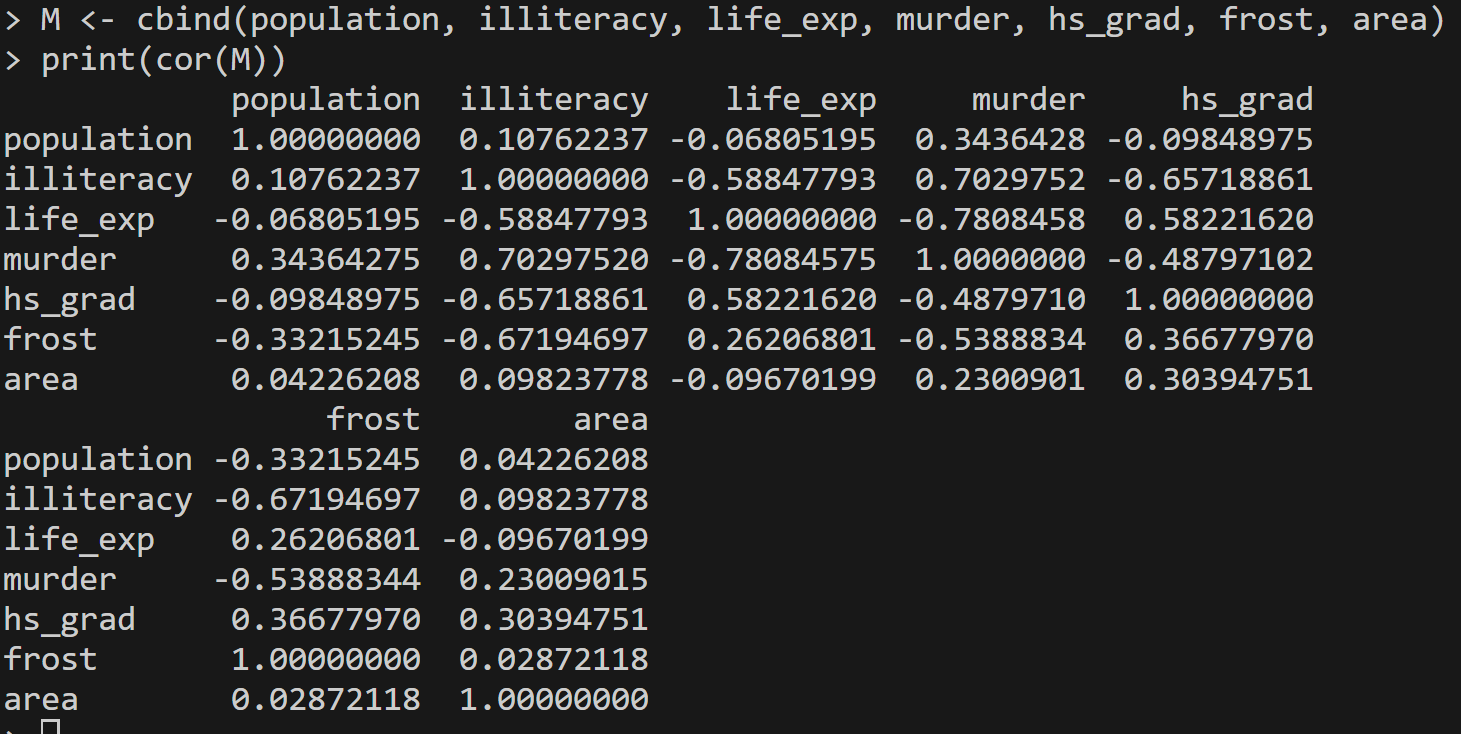 > M <- cbind(population, illiteracy, life_exp, murder, hs_grad, frost, area)
> print(cor(M))
            population  illiteracy    life_exp     murder     hs_grad
population  1.00000000  0.10762237 -0.06805195  0.3436428 -0.09848975
illiteracy  0.10762237  1.00000000 -0.58847793  0.7029752 -0.65718861
life_exp   -0.06805195 -0.58847793  1.00000000 -0.7808458  0.58221620
murder      0.34364275  0.70297520 -0.78084575  1.0000000 -0.48797102
hs_grad    -0.09848975 -0.65718861  0.58221620 -0.4879710  1.00000000
frost      -0.33215245 -0.67194697  0.26206801 -0.5388834  0.36677970
area        0.04226208  0.09823778 -0.09670199  0.2300901  0.30394751
                 frost        area
population -0.33215245  0.04226208
illiteracy -0.67194697  0.09823778
life_exp    0.26206801 -0.09670199
murder     -0.53888344  0.23009015
hs_grad     0.36677970  0.30394751
frost       1.00000000  0.02872118
area        0.02872118  1.00000000
>